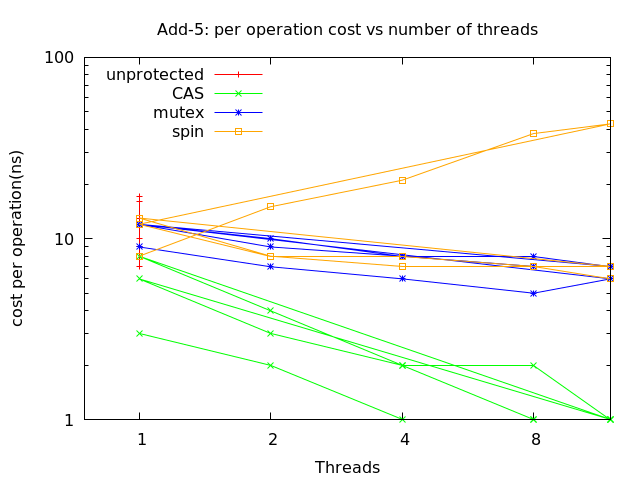 Add-5: per operation cost vs number of threads
100
unprotected
CAS
mutex
spin
10
cost per operation(ns)
1
1 2 4 8
Threads